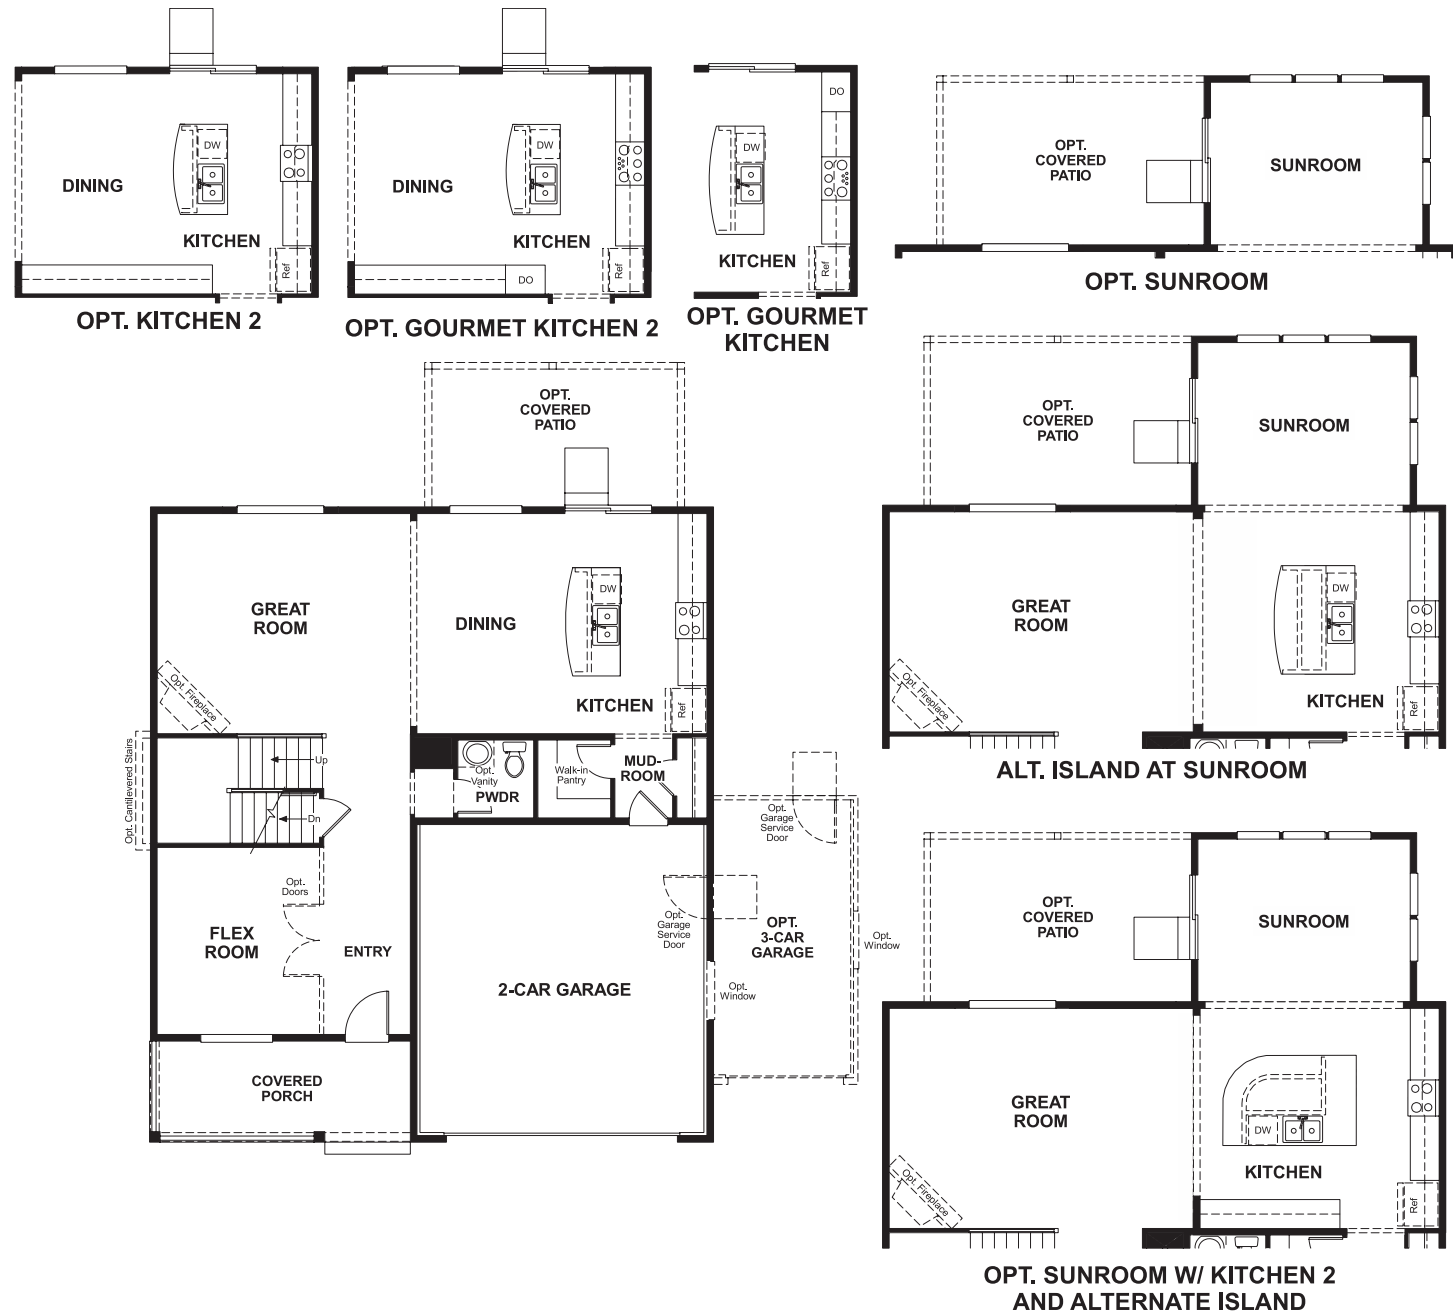 DW
DINING
KITCHEN
Ref
OPT. KITCHEN 2
DW
DINING
KITCHEN
Ref
DO
OPT. GOURMET KITCHEN 2
DO
DW
KITCHEN
Ref
OPT. GOURMET
KITCHEN
OPT.
COVERED
PATIO
SUNROOM
OPT. SUNROOM
OPT.
COVERED
PATIO
GREAT
ROOM
DINING
DW
KITCHEN
Ref
Opt. Fireplace
Opt. Cantilevered Stairs
Up
Dn
Opt.
Vanity
PWDR
Walk-in
Pantry
MUD-
ROOM
Opt.
Doors
FLEX
ROOM
ENTRY
2-CAR GARAGE
Opt.
Garage
Service
Door
Opt.
Garage
Service
Door
OPT.
3-CAR
GARAGE
Opt.
Window
Opt.
Window
COVERED
PORCH
OPT.
COVERED
PATIO
SUNROOM
GREAT
ROOM
DW
KITCHEN
Ref
Opt. Fireplace
ALT. ISLAND AT SUNROOM
OPT.
COVERED
PATIO
SUNROOM
GREAT
ROOM
DW
KITCHEN
Ref
Opt. Fireplace
OPT. SUNROOM W/ KITCHEN 2
AND ALTERNATE ISLAND